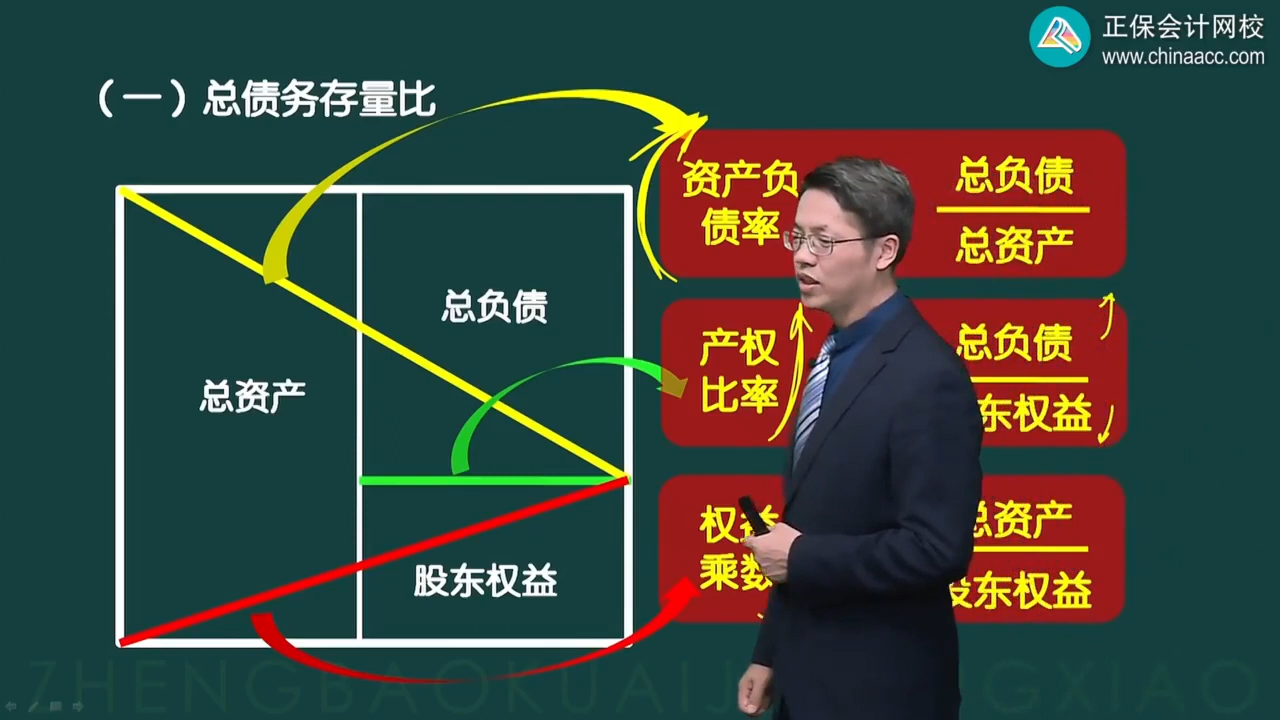 正保会计网校
www.chinaacc.com
（一）总债务存量比
总资产
总负债
股东权益
资产负
债率
总负债
总资产
产权
比率
总负债
东权益
权益
乘数
总资产
股东权益
ZHENGBAOKUAIJ GXIAO